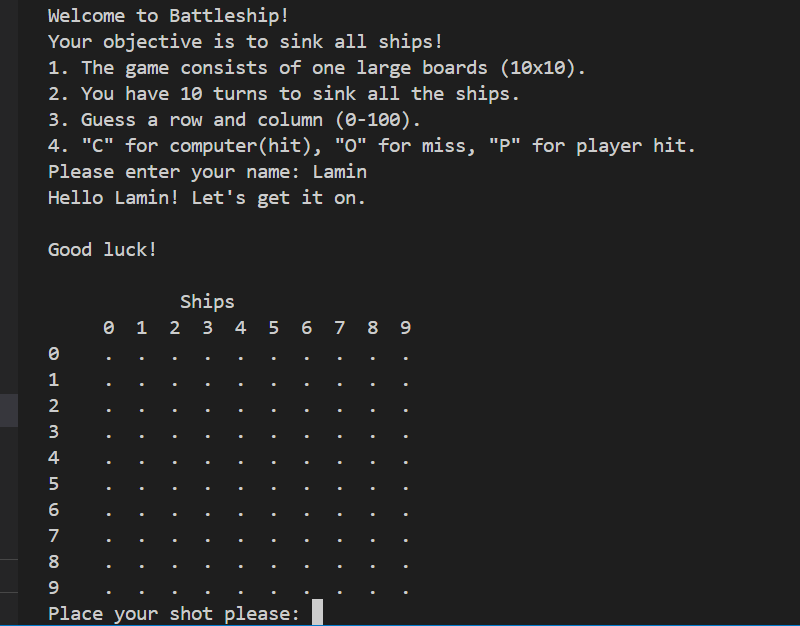 Welcome to Battleship!
Your objective is to sink all ships!
1. The game consists of one large boards (10x10).
2. You have 10 turns to sink all the ships.
3. Guess a row and column (0-100).
4. "C" for computer(hit), "O" for miss, "P" for player hit.
Please enter your name: Lamin
Hello Lamin! Let's get it on.

Good luck!

            Ships
     0  1  2  3  4  5  6  7  8  9
0    .  .  .  .  .  .  .  .  .  .
1    .  .  .  .  .  .  .  .  .  .
2    .  .  .  .  .  .  .  .  .  .
3    .  .  .  .  .  .  .  .  .  .
4    .  .  .  .  .  .  .  .  .  .
5    .  .  .  .  .  .  .  .  .  .
6    .  .  .  .  .  .  .  .  .  .
7    .  .  .  .  .  .  .  .  .  .
8    .  .  .  .  .  .  .  .  .  .
9    .  .  .  .  .  .  .  .  .  .
Place your shot please: